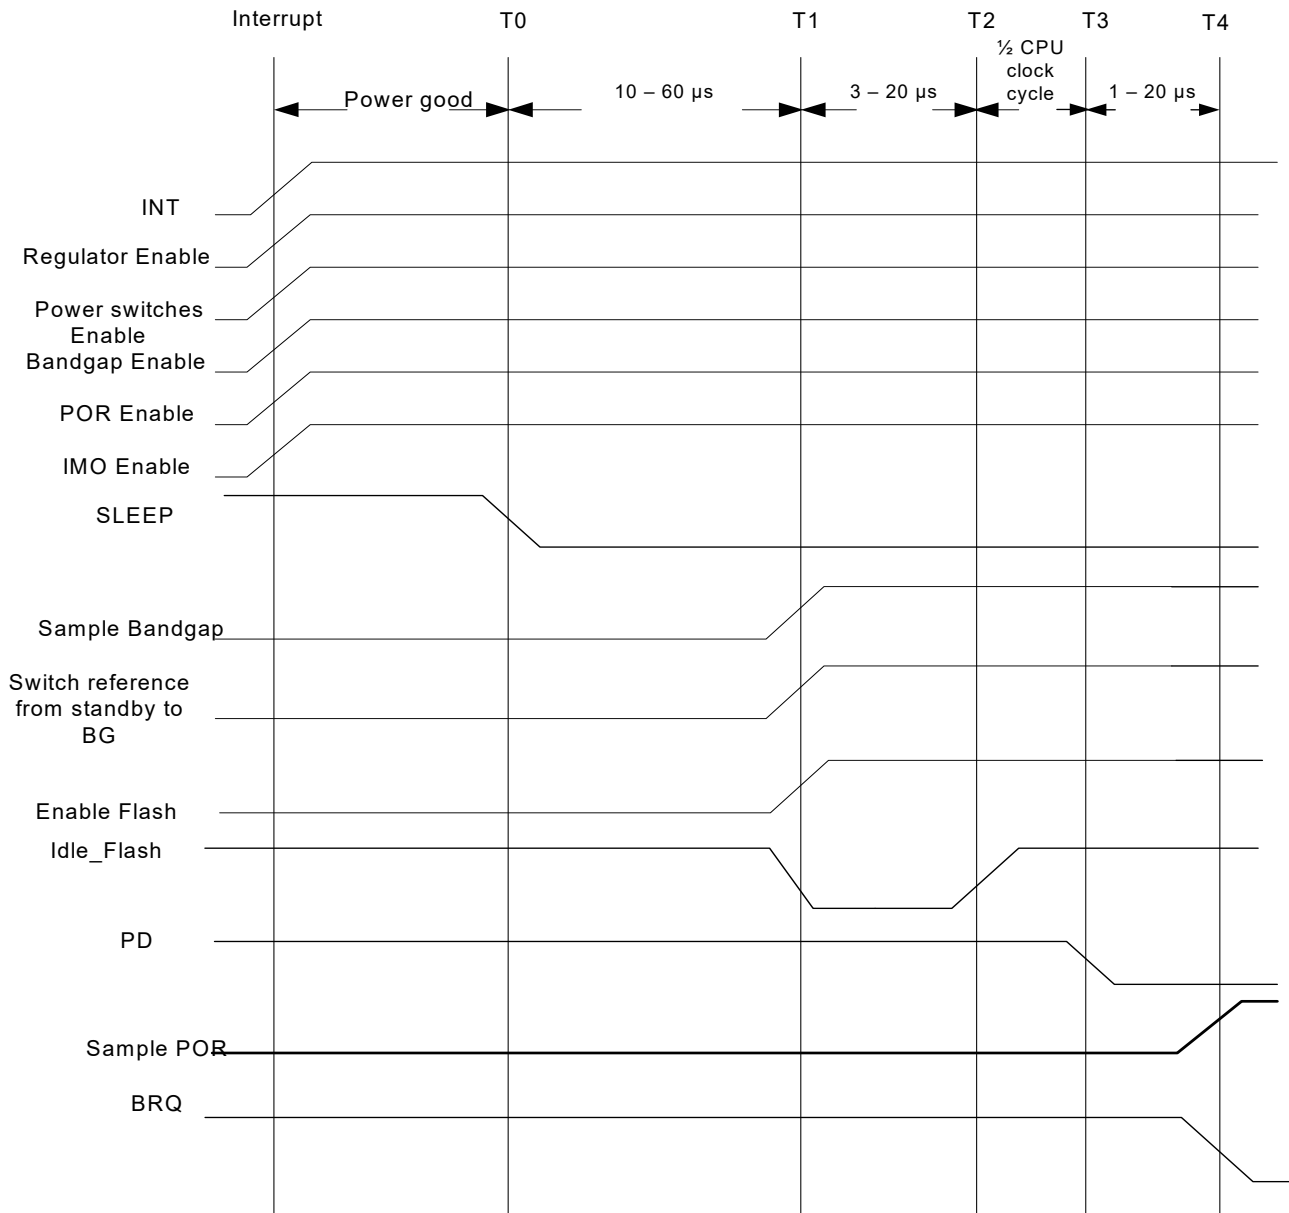 Interrupt T0 T1 T2 T3 T4
½ CPU
clock
cycle
Power good 10 – 60 µs 3 – 20 µs 1 – 20 µs
INT
Regulator Enable
Power switches
Enable
Bandgap Enable
POR Enable
IMO Enable
SLEEP
Sample Bandgap
Switch reference
from standby to
BG
Enable Flash
Idle_Flash
PD
Sample POR
BRQ